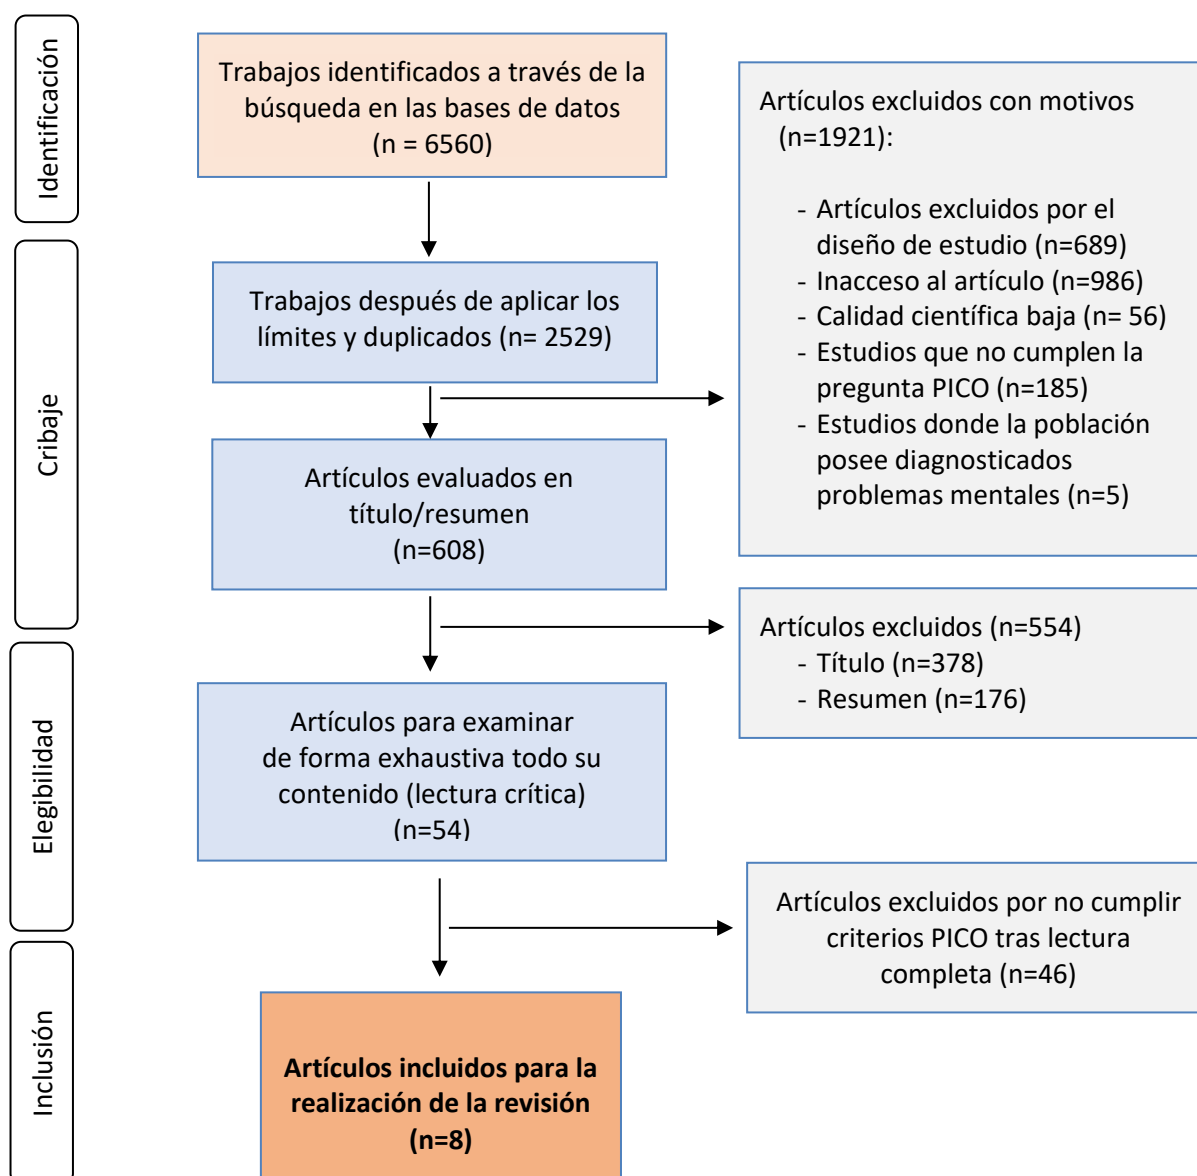 Identificación
Trabajos identificados a través de la
búsqueda en las bases de datos
(n = 6560)
Artículos excluidos con motivos
(n=1921):
- Artículos excluidos por el
diseño de estudio (n=689)
- Inacceso al artículo (n=986)
- Calidad científica baja (n= 56)
- Estudios que no cumplen la
pregunta PICO (n=185)
- Estudios donde la población
posee diagnosticados
problemas mentales (n=5)
Cribaje
Trabajos después de aplicar los
límites y duplicados (n= 2529)
Artículos evaluados en
título/resumen
(n=608)
Artículos excluidos (n=554)
- Título (n=378)
- Resumen (n=176)
Elegibilidad
Artículos para examinar
de forma exhaustiva todo su
contenido (lectura crítica)
(n=54)
Artículos excluidos por no cumplir
criterios PICO tras lectura
completa (n=46)
Inclusión
Artículos incluidos para la
realización de la revisión
(n=8)